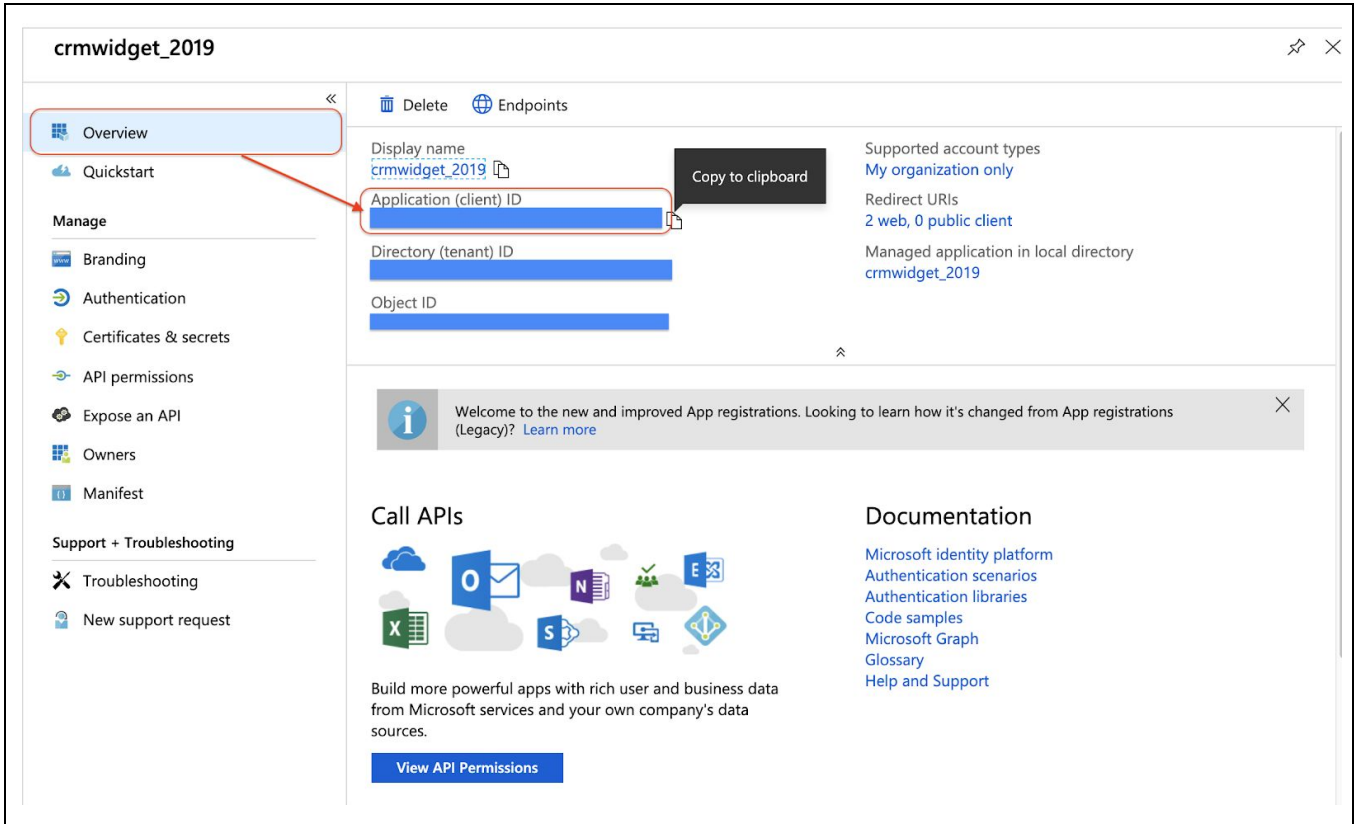 crmwidget_2019
Overview
Quickstart
Manage
Branding
Authentication
Certificates & secrets
API permissions
Expose an API
Owners
Manifest
Support + Troubleshooting
Troubleshooting
New support request
Delete
Endpoints
Display name
crmwidget_2019
Application (client) ID
Directory (tenant) ID
Object ID
Copy to clipboard
Supported account types
My organization only
Redirect URIs
2 web, 0 public client
Managed application in local directory
crmwidget_2019
Welcome to the new and improved App registrations. Looking to learn how it's changed from App registrations
(Legacy)? Learn more
Call APIs
O
N
E
X
S
Build more powerful apps with rich user and business data
from Microsoft services and your own company's data
sources.
View API Permissions
Documentation
Microsoft identity platform
Authentication scenarios
Authentication libraries
Code samples
Microsoft Graph
Glossary
Help and Support